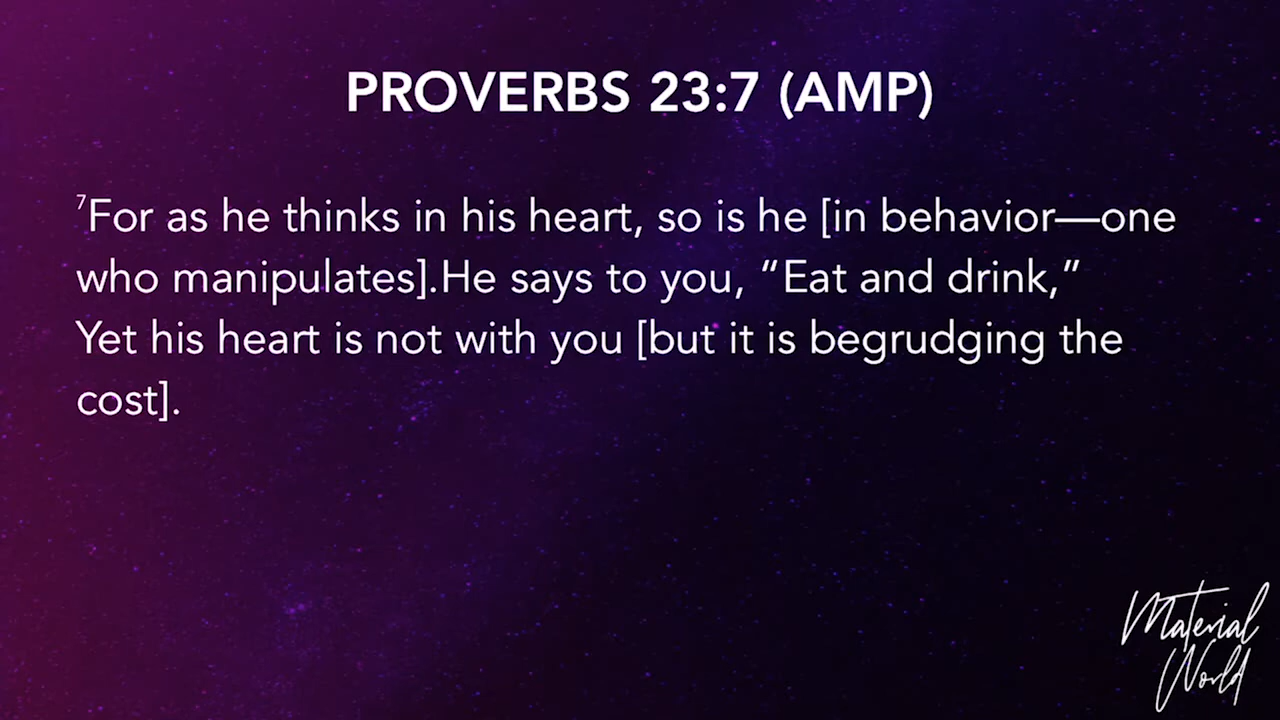 PROVERBS 23:7 (AMP)
⁷For as he thinks in his heart, so is he [in behavior—one
who manipulates].He says to you, “Eat and drink,”
Yet his heart is not with you [but it is begrudging the
cost].
Material
World